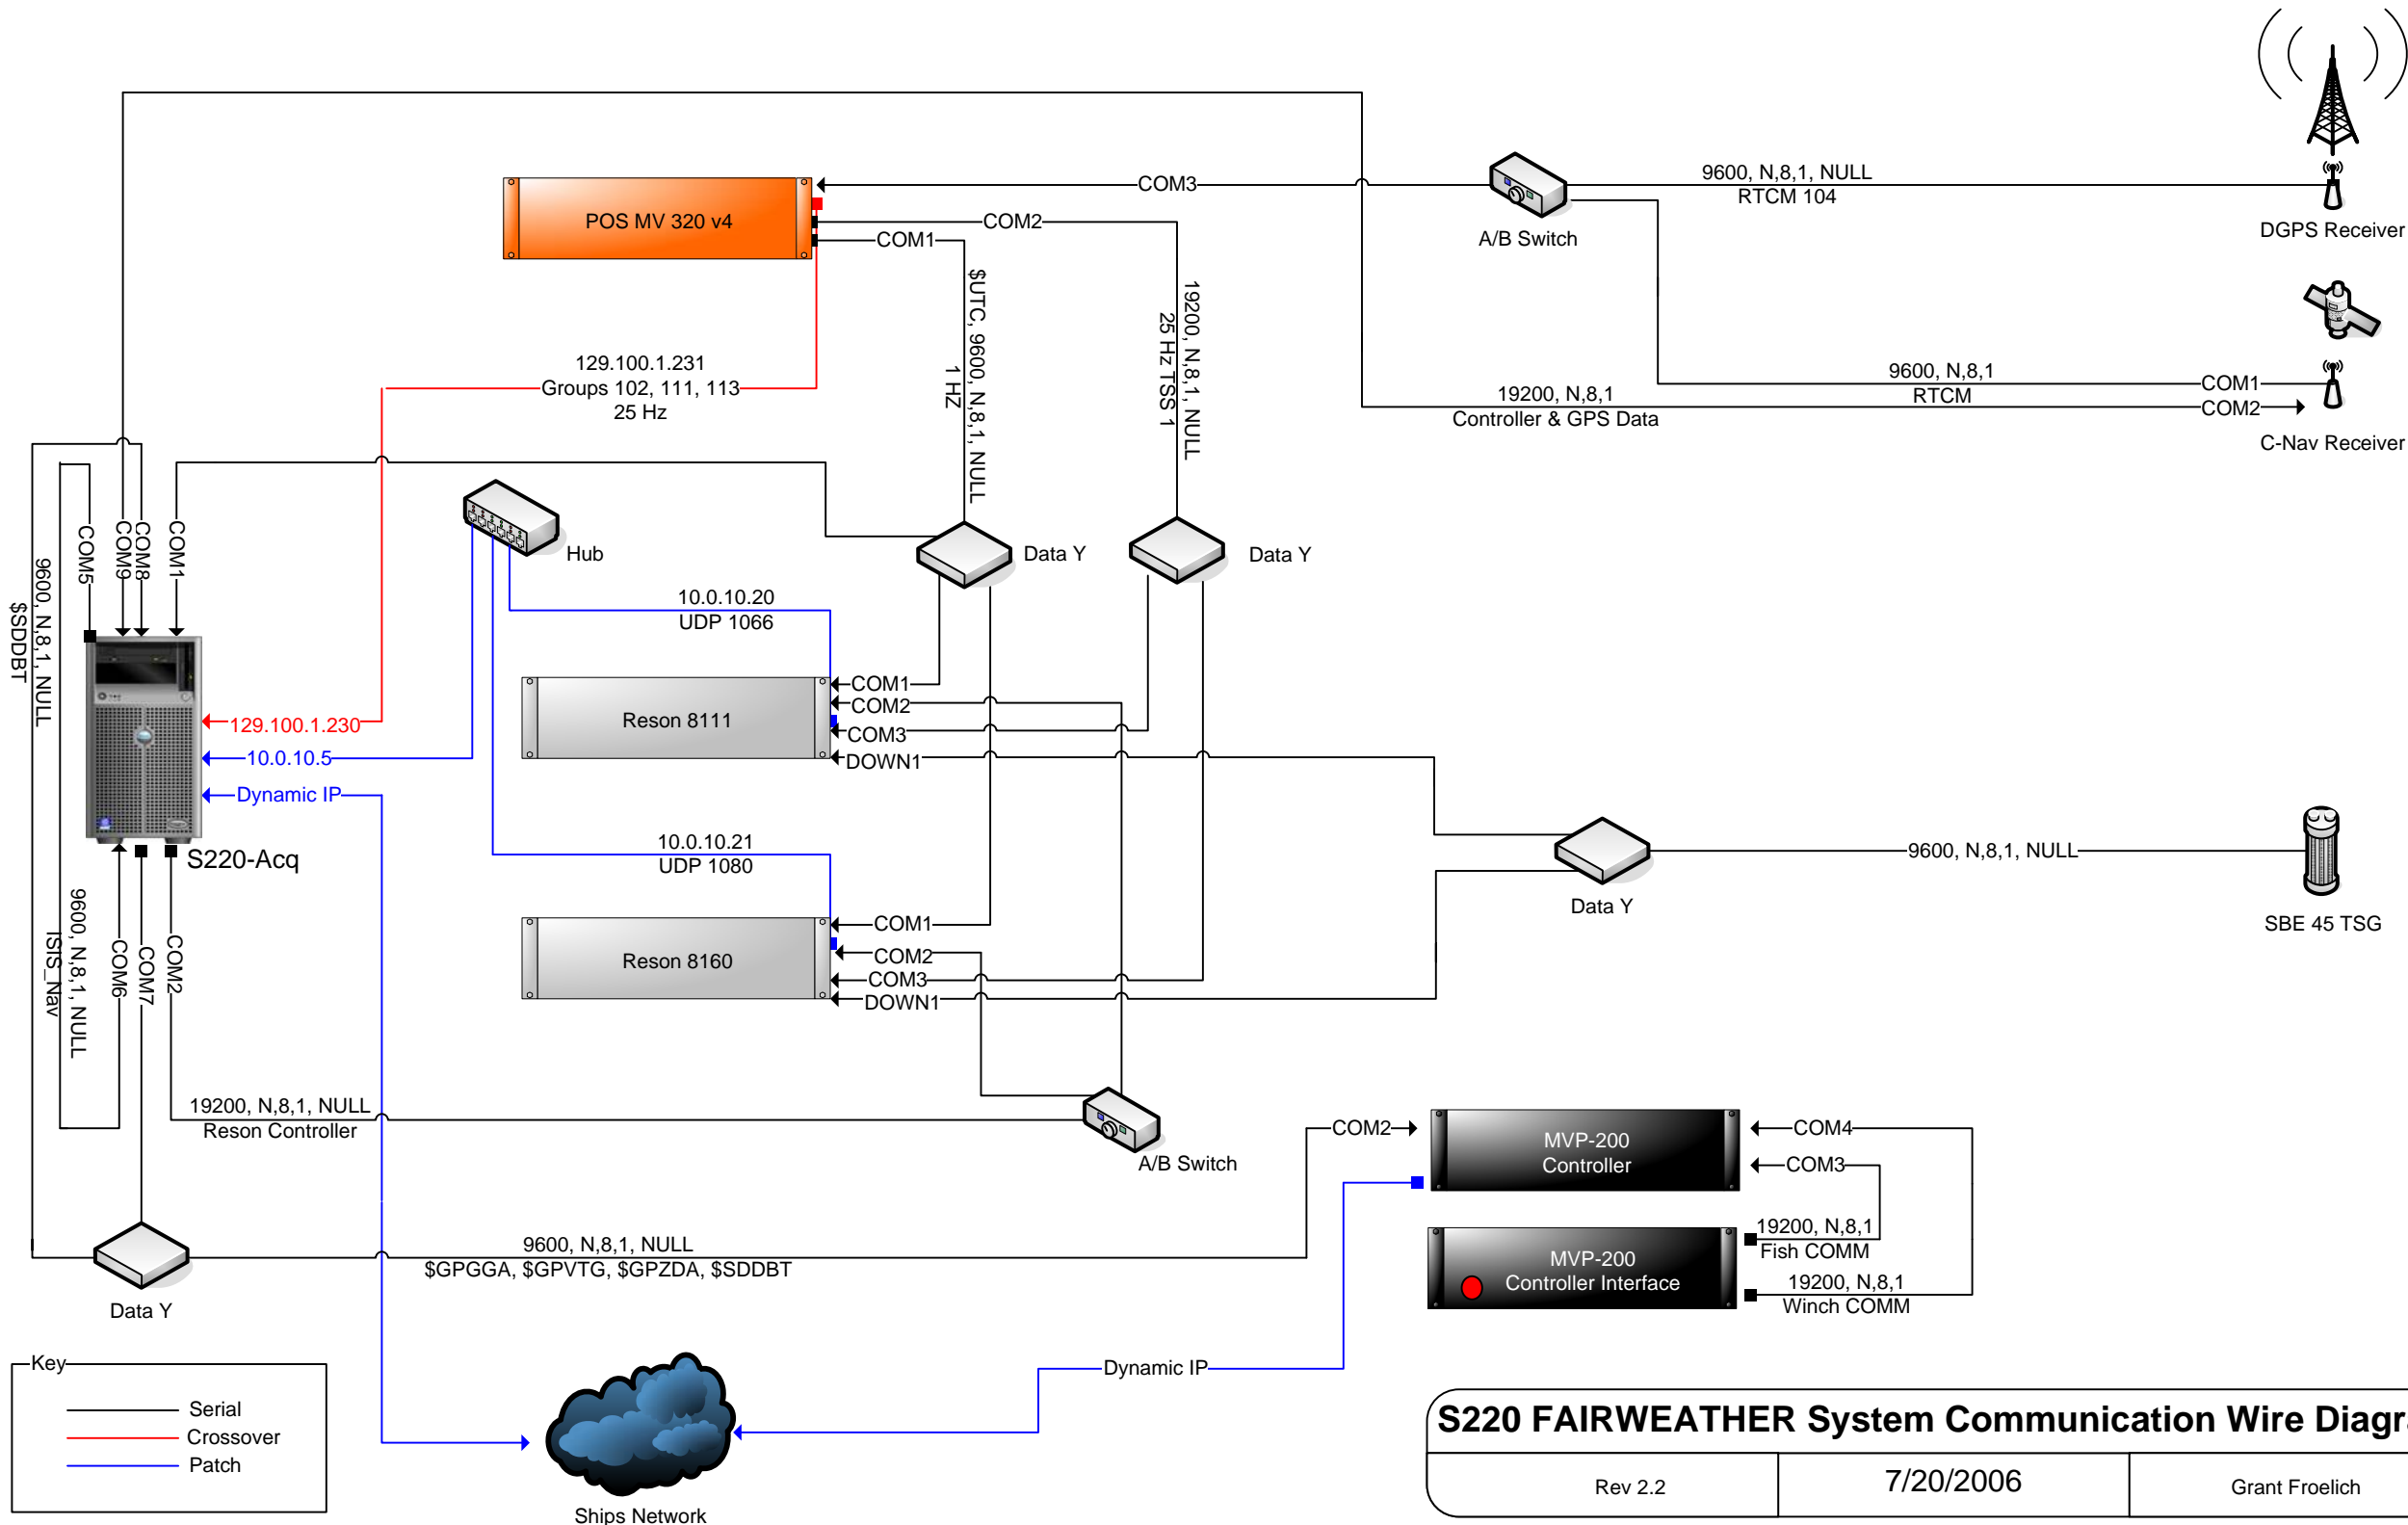 COM3
9600, N,8,1, NULL
RTCM 104
DGPS Receiver
A/B Switch
POS MV 320 v4
COM2
COM1
$UTC, 9600, N,8,1, NULL
1 HZ
19200, N,8,1, NULL
25 Hz TSS 1
129.100.1.231
Groups 102, 111, 113
25 Hz
9600, N,8,1
RTCM
COM1
COM2
19200, N,8,1
Controller & GPS Data
C-Nav Receiver
COM5
COM9
COM8
COM1
Hub
Data Y
Data Y
9600, N,8,1, NULL
$SDDBT
10.0.10.20
UDP 1066
Reson 8111
COM1
COM2
COM3
DOWN1
129.100.1.230
10.0.10.5
Dynamic IP
S220-Acq
10.0.10.21
UDP 1080
Reson 8160
COM1
COM2
COM3
DOWN1
Data Y
9600, N,8,1, NULL
SBE 45 TSG
9600, N,8,1, NULL
ISIS_Nav
COM6
COM7
COM2
19200, N,8,1, NULL
Reson Controller
A/B Switch
COM2
MVP-200
Controller
COM4
COM3
MVP-200
Controller Interface
19200, N,8,1
Fish COMM
19200, N,8,1
Winch COMM
9600, N,8,1, NULL
$GPGGA, $GPVTG, $GPZDA, $SDDBT
Data Y
Dynamic IP
Ships Network
Key
Serial
Crossover
Patch
S220 FAIRWEATHER System Communication Wire
Rev 2.2
7/20/2006
Grant Froelich